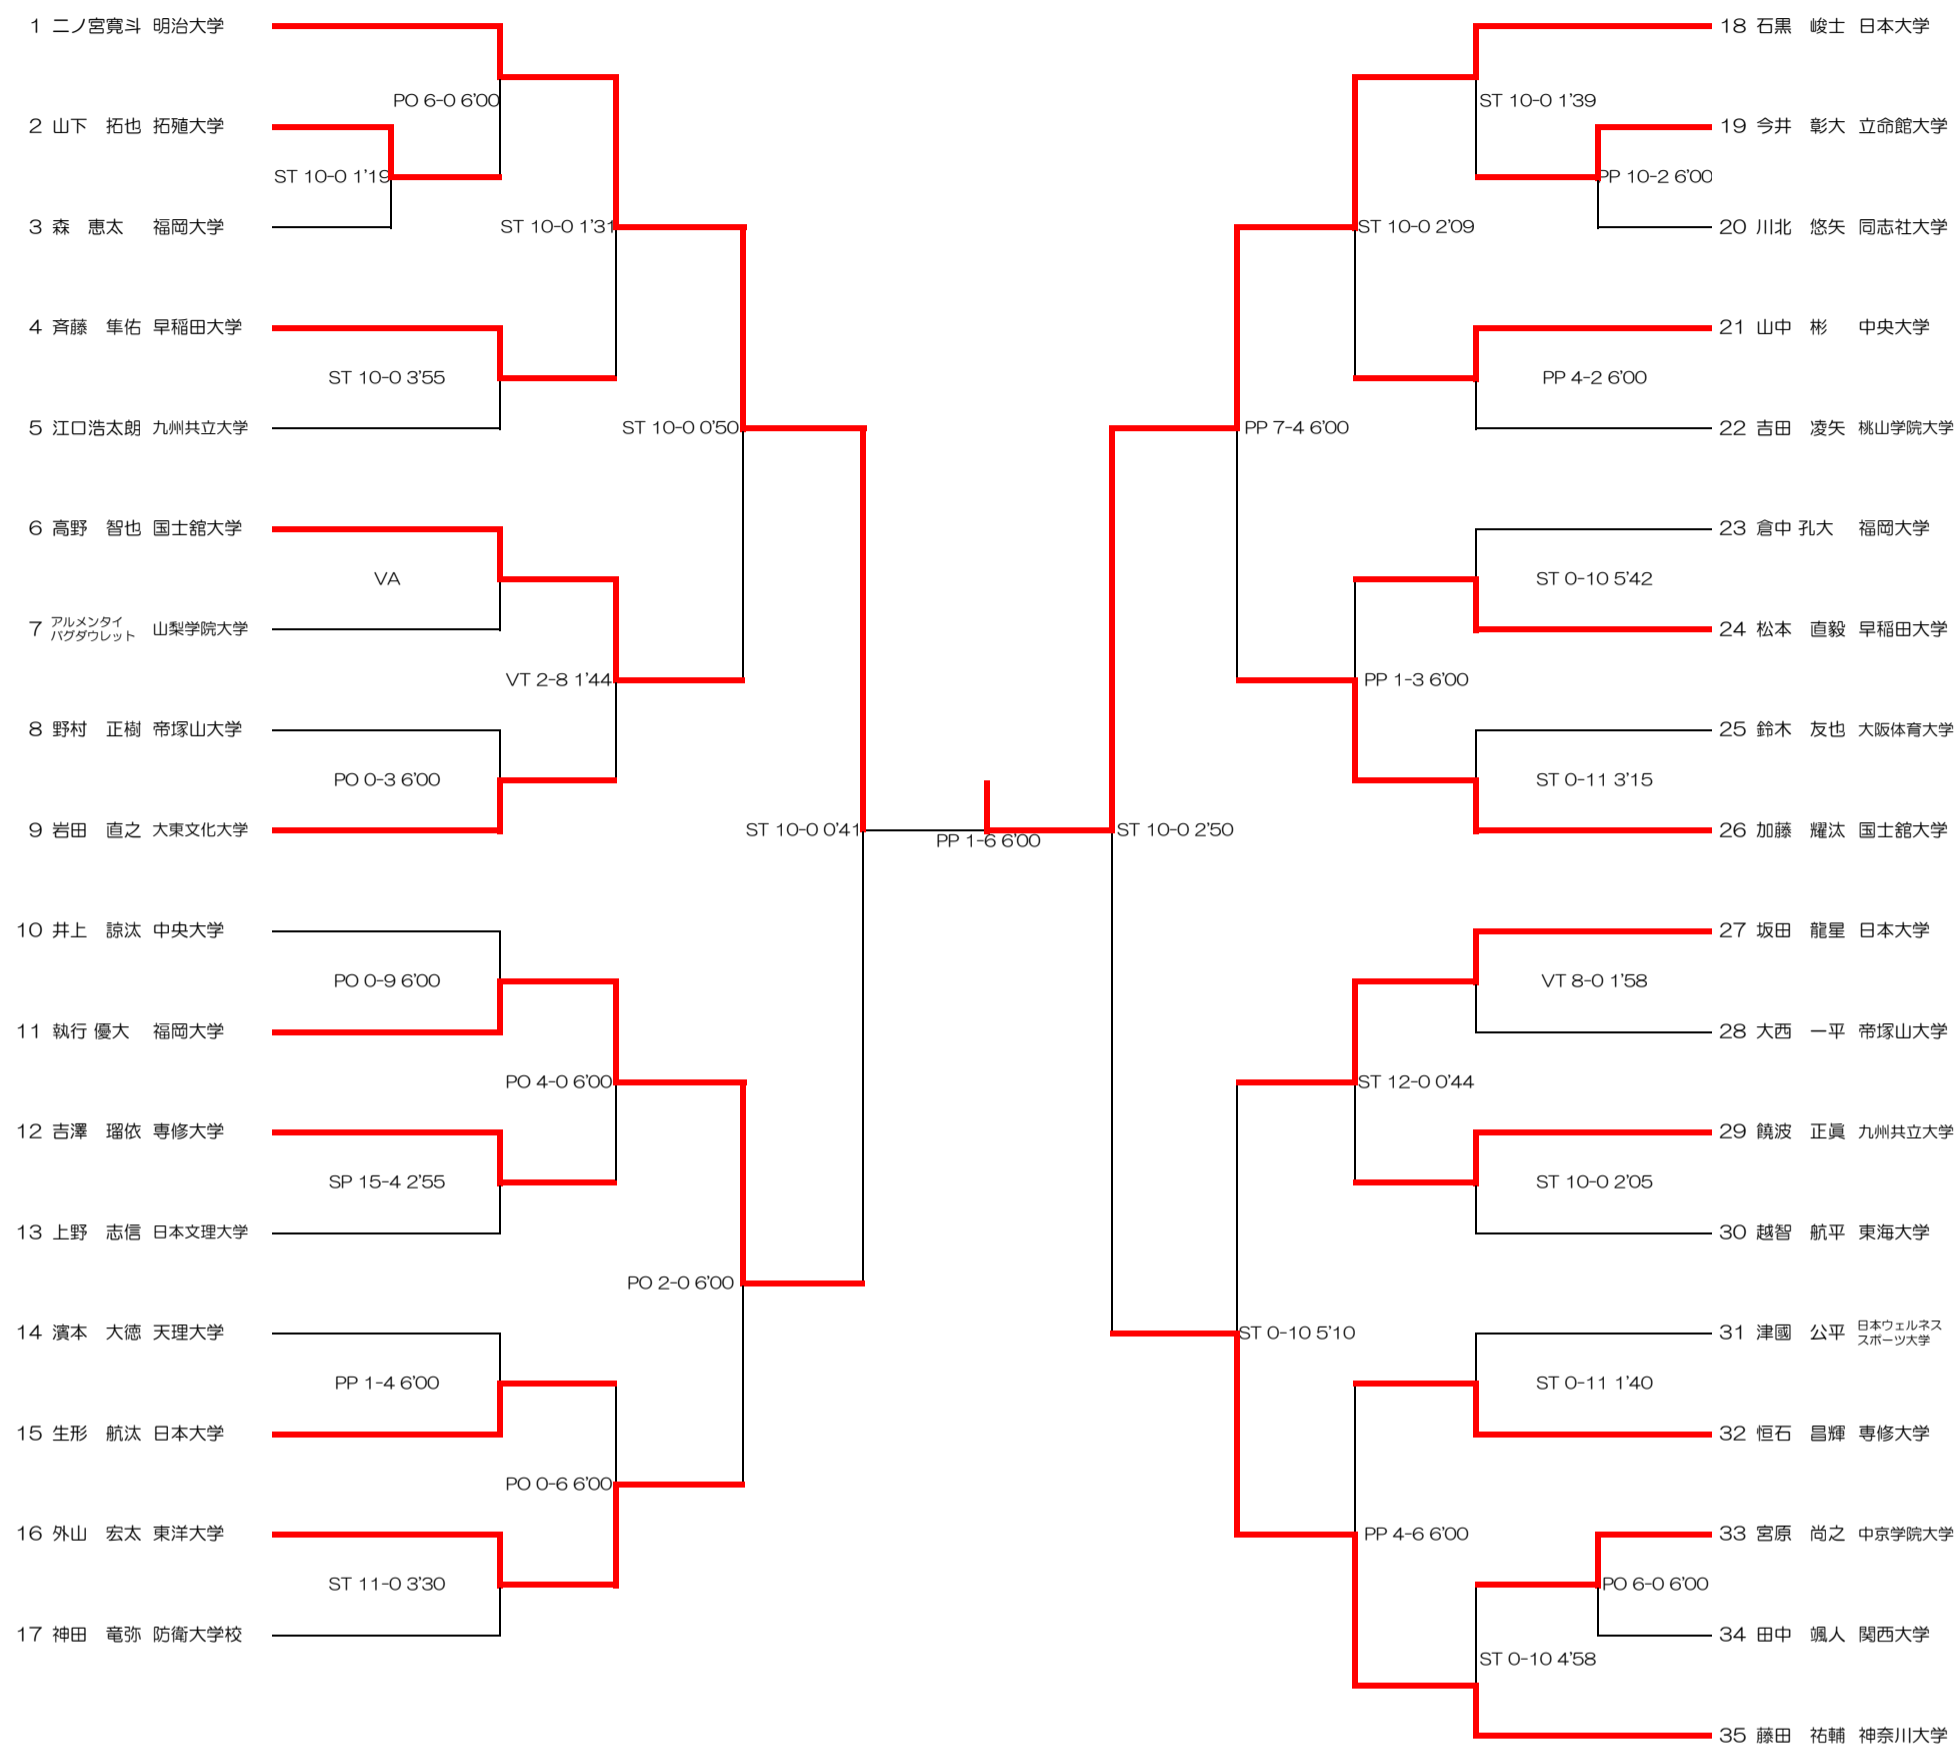 1 二ノ宮寛斗 明治大学
PO 6-0 6'00
2 山下 拓也 拓殖大学
ST 10-0 1'19
3 森 恵太 福岡大学
ST 10-0 1'31
4 斉藤 隼佑 早稲田大学
ST 10-0 3'55
5 江口浩太朗 九州共立大学
ST 10-0 0'50
6 高野 智也 国士舘大学
VA
7 アルメンタイ バグダウレット 山梨学院大学
VT 2-8 1'44
8 野村 正樹 帝塚山大学
PO 0-3 6'00
9 岩田 直之 大東文化大学
ST 10-0 0'41
10 井上 諒汰 中央大学
PO 0-9 6'00
11 執行 優大 福岡大学
PO 4-0 6'00
12 吉澤 瑠依 専修大学
SP 15-4 2'55
13 上野 志信 日本文理大学
PO 2-0 6'00
14 濱本 大徳 天理大学
PP 1-4 6'00
15 生形 航汰 日本大学
PO 0-6 6'00
16 外山 宏太 東洋大学
ST 11-0 3'30
17 神田 竜弥 防衛大学校
PP 1-6 6'00
18 石黒 峻士 日本大学
ST 10-0 1'39
19 今井 彰大 立命館大学
PP 10-2 6'00
20 川北 悠矢 同志社大学
ST 10-0 2'09
21 山中 彬 中央大学
PP 4-2 6'00
22 吉田 凌矢 桃山学院大学
PP 7-4 6'00
23 倉中 孔大 福岡大学
ST 0-10 5'42
24 松本 直毅 早稲田大学
PP 1-3 6'00
25 鈴木 友也 大阪体育大学
ST 0-11 3'15
26 加藤 耀汰 国士舘大学
ST 10-0 2'50
27 坂田 龍星 日本大学
VT 8-0 1'58
28 大西 一平 帝塚山大学
ST 12-0 0'44
29 饒波 正眞 九州共立大学
ST 10-0 2'05
30 越智 航平 東海大学
ST 0-10 5'10
31 津國 公平 日本ウェルネス スポーツ大学
ST 0-11 1'40
32 恒石 昌輝 専修大学
PP 4-6 6'00
33 宮原 尚之 中京学院大学
PO 6-0 6'00
34 田中 颯人 関西大学
ST 0-10 4'58
35 藤田 祐輔 神奈川大学